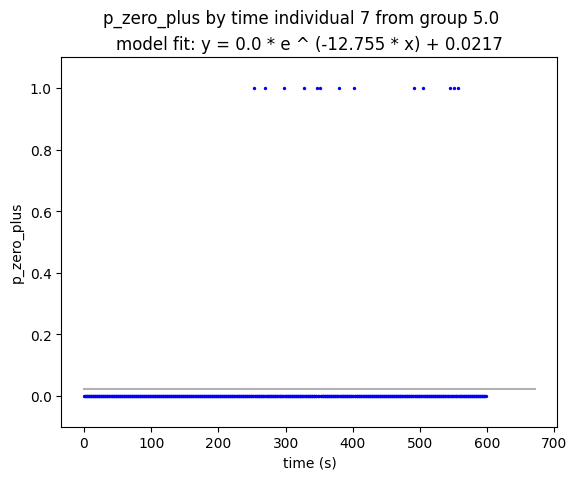 p_zero_plus by time individual 7 from group 5.0
model fit: y = 0.0 * e ^ (-12.755 * x) + 0.0217
1.0
0.8
0.6
0.4
0.2
0.0
p_zero_plus
0 100 200 300 400 500 600 700
time (s)